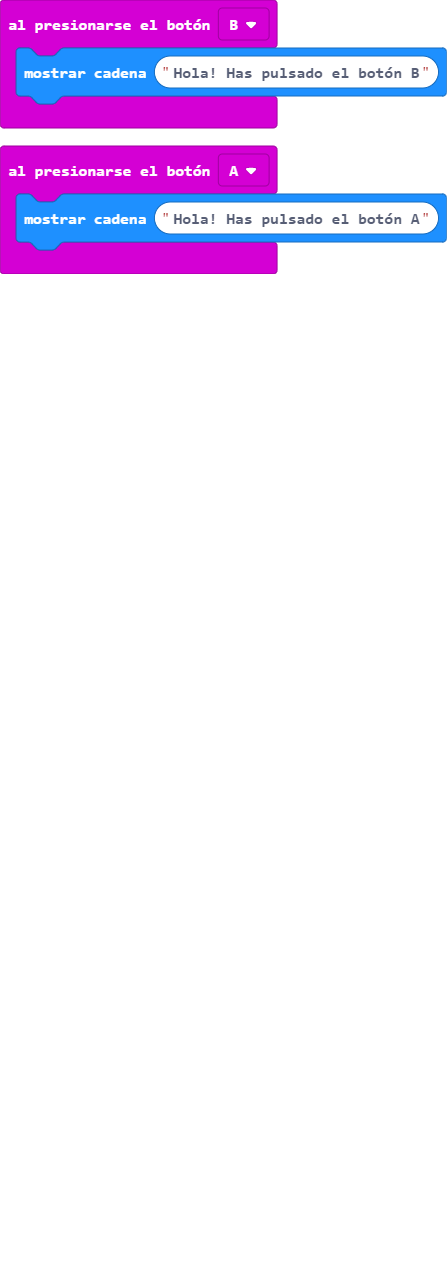 al presionarse el botón B
mostrar cadena "Hola! Has pulsado el botón B"
al presionarse el botón A
mostrar cadena "Hola! Has pulsado el botón A"